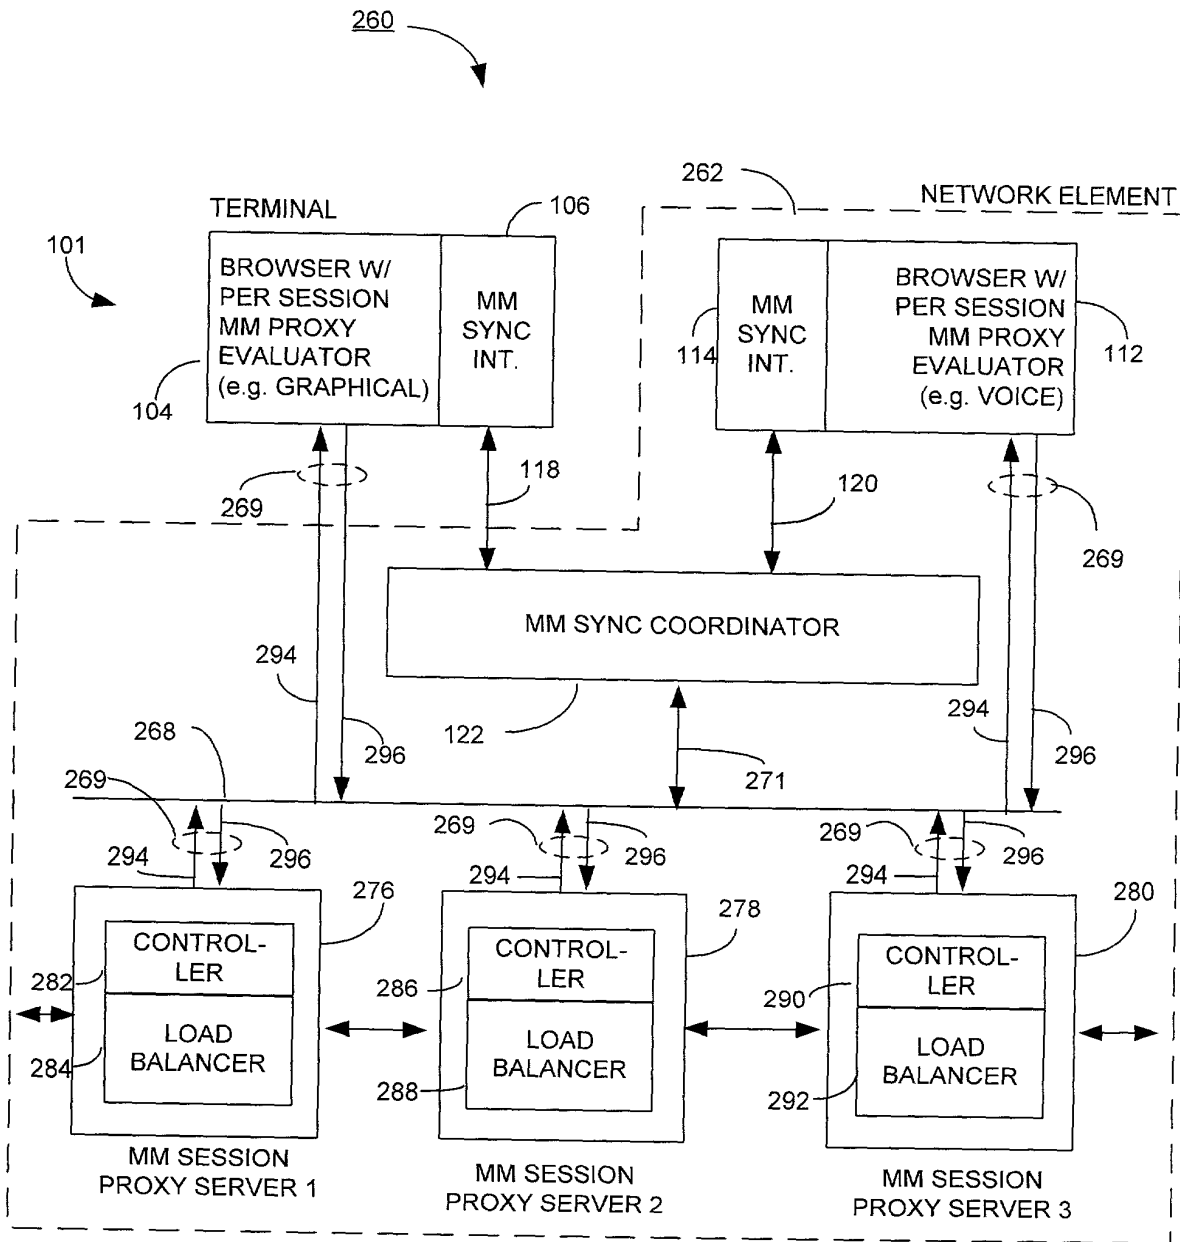 260
262
NETWORK ELEMENT
TERMINAL
106
101
BROWSER W/
PER SESSION
MM PROXY
EVALUATOR
(e.g. GRAPHICAL)
MM
SYNC
INT.
104
MM
SYNC
INT.
114
BROWSER W/
PER SESSION
MM PROXY
EVALUATOR
(e.g. VOICE)
112
269
118
120
269
MM SYNC COORDINATOR
294
296
122
271
294
296
268
269
294
296
269
294
296
269
294
296
276
278
280
CONTROL-
LER
LOAD
BALANCER
282
284
CONTROL-
LER
LOAD
BALANCER
286
288
CONTROL-
LER
LOAD
BALANCER
290
292
MM SESSION
PROXY SERVER 1
MM SESSION
PROXY SERVER 2
MM SESSION
PROXY SERVER 3